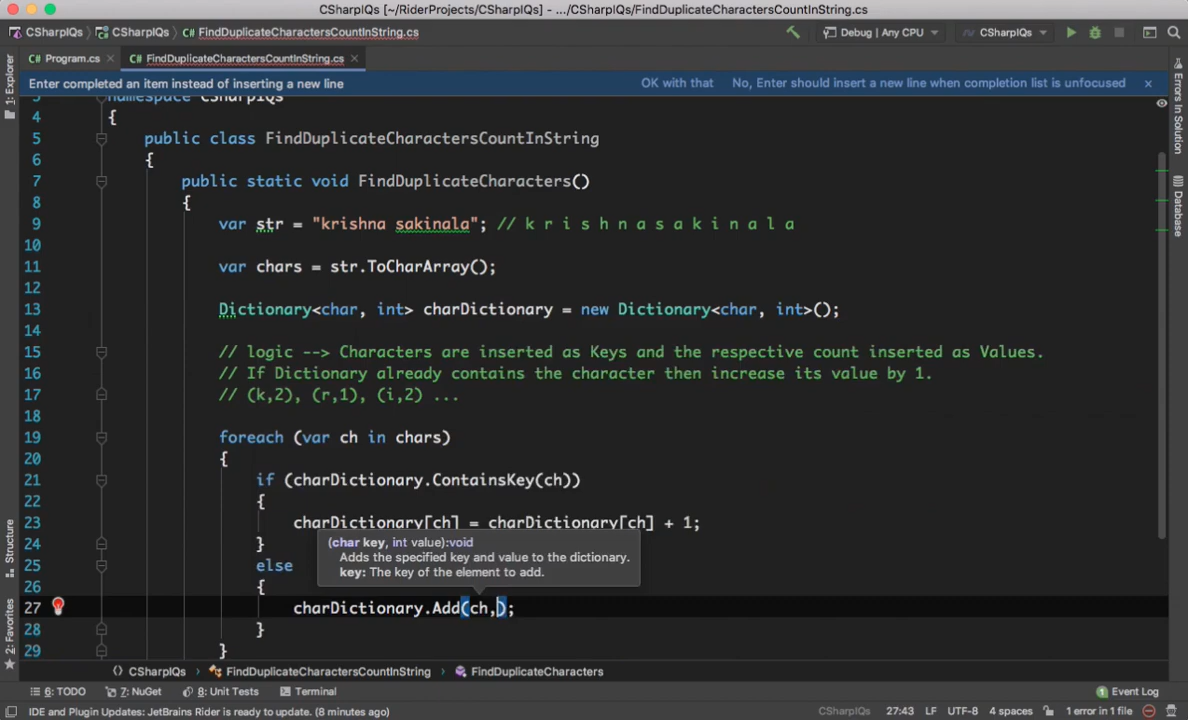 CSharpIQs [~/RiderProjects/CSharpIQs] - .../CSharpIQs/FindDuplicateCharactersCountInString.cs
CSharpIQs CSharpIQs FindDuplicateCharactersCountInString.cs Debug | Any CPU CSharpIQs
Program.cs FindDuplicateCharactersCountInString.cs
Enter completed an item instead of inserting a new line OK with that No, Enter should insert a new line when completion list is unfocused
1: Explorer
Structure
2: Favorites
Errors In Solution
Database
namespace CSharpIQs
4 {
5 public class FindDuplicateCharactersCountInString
6 {
7 public static void FindDuplicateCharacters()
8 {
9 var str = "krishna sakinala"; // k r i s h n a s a k i n a l a
10
11 var chars = str.ToCharArray();
12
13 Dictionary<char, int> charDictionary = new Dictionary<char, int>();
14
15 // logic --> Characters are inserted as Keys and the respective count inserted as Values.
16 // If Dictionary already contains the character then increase its value by 1.
17 // (k,2), (r,1), (i,2) ...
18
19 foreach (var ch in chars)
20 {
21 if (charDictionary.ContainsKey(ch))
22 {
23 charDictionary[ch] = charDictionary[ch] + 1;
24 }
25 else
26 {
27 charDictionary.Add(ch,);
28 }
29 }
(char key, int value):void
Adds the specified key and value to the dictionary.
key: The key of the element to add.
CSharpIQs FindDuplicateCharactersCountInString FindDuplicateCharacters
6: TODO 7: NuGet 8: Unit Tests Terminal 1 Event Log
IDE and Plugin Updates: JetBrains Rider is ready to update. (8 minutes ago) CSharpIQs 27:43 LF UTF-8 4 spaces 1 error in 1 file